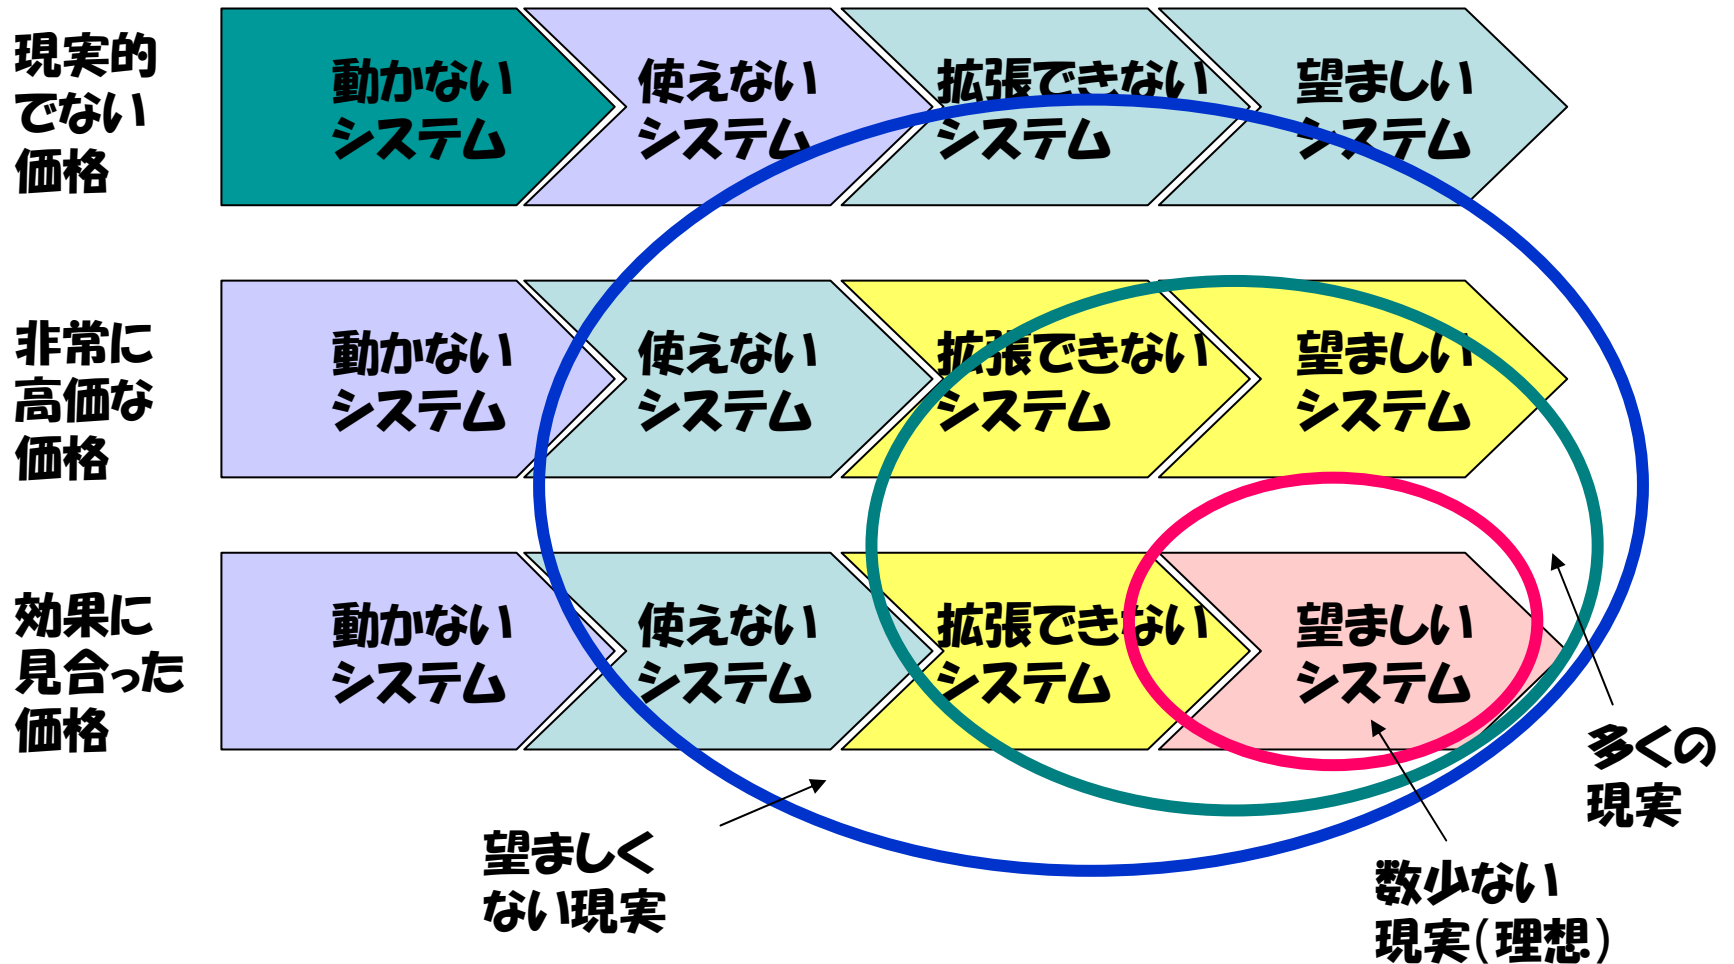 現実的
でない
価格
動かない
システム
使えない
システム
拡張できない
システム
望ましい
システム
非常に
高価な
価格
動かない
システム
使えない
システム
拡張できない
システム
望ましい
システム
効果に
見合った
価格
動かない
システム
使えない
システム
拡張できない
システム
望ましい
システム
望ましく
ない現実
数少ない
現実(理想)
多くの
現実